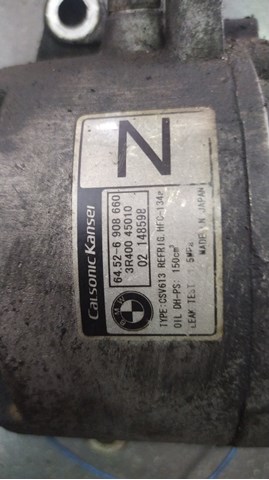 N
Calsonic Kansei
64.52-6 908 660
3R400 45010
02 148598
BMW
TYPE:CSV613 REFRIG HFC-134a
OIL DH-PS: 150cm³
LEAK TEST 5MPa
MADE IN JAPAN